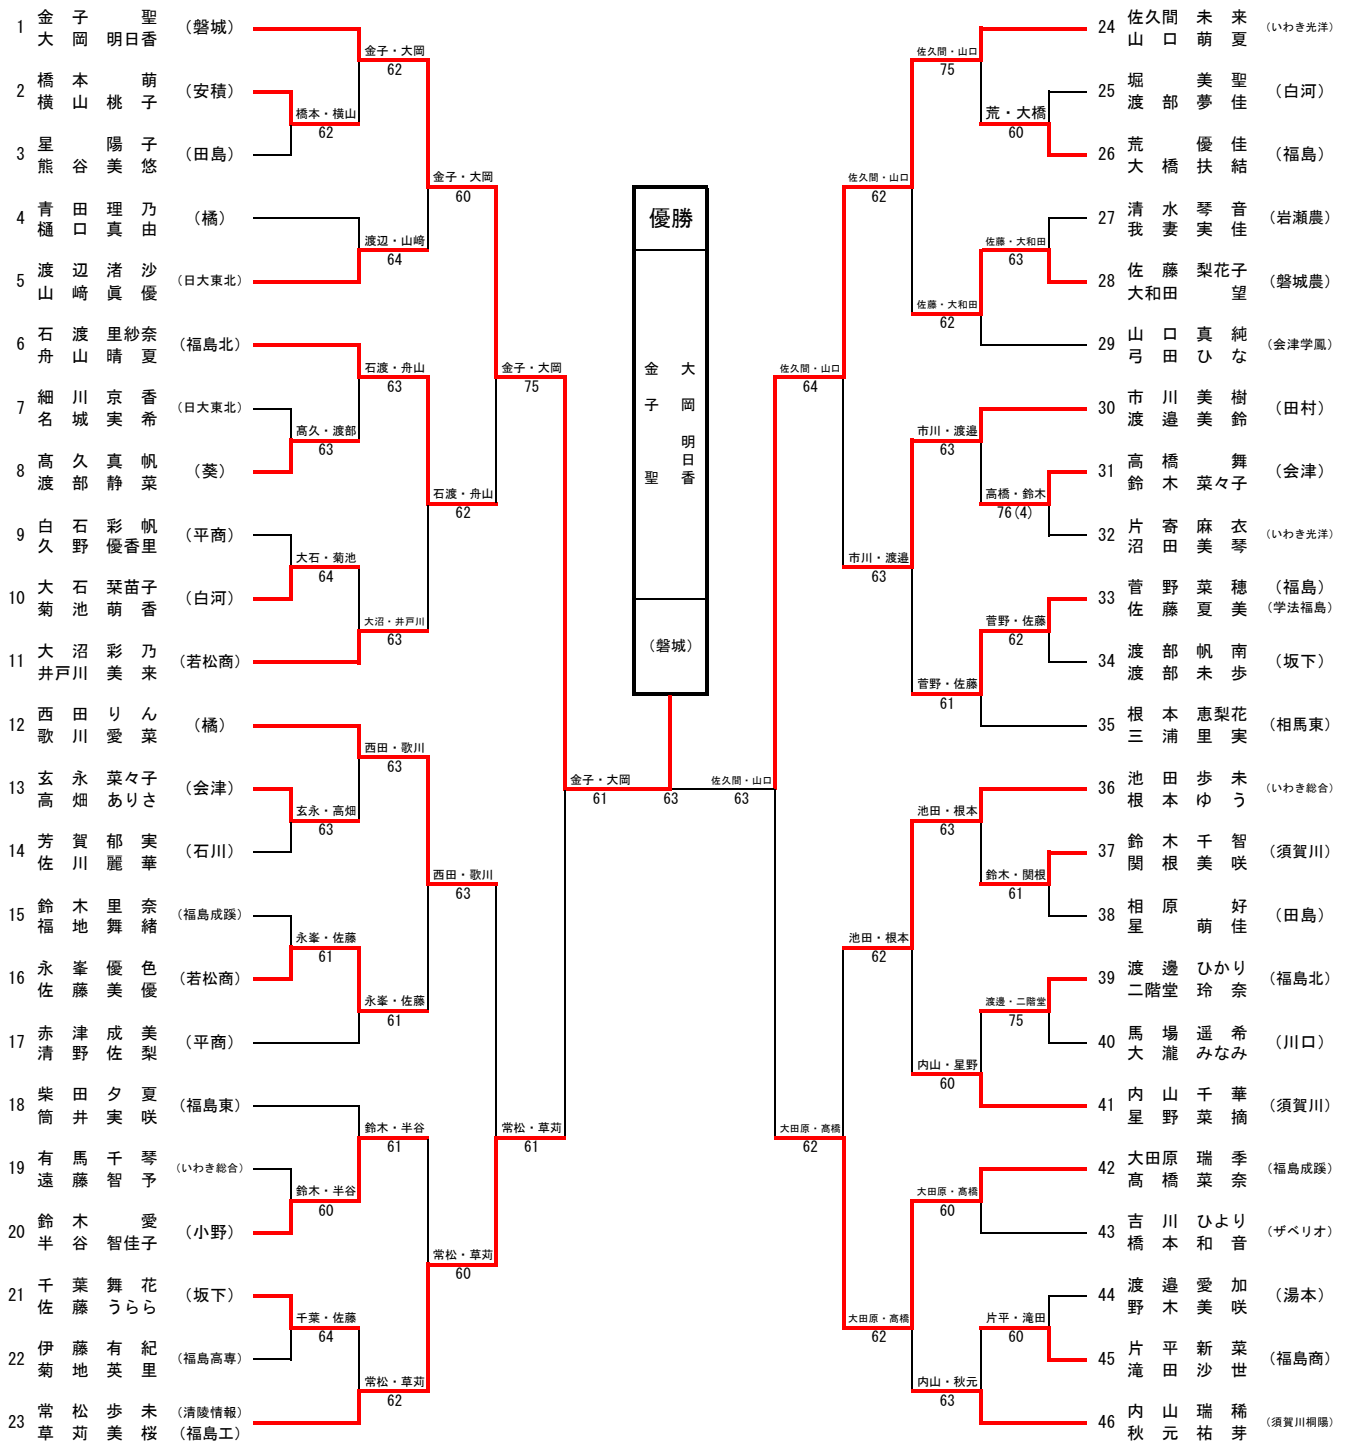 1 金子 聖 (磐城)
大岡 明日香
2 橋本 萌 (安積)
横山 桃子
3 星 陽子 (田島)
熊谷 美悠
4 青田 理乃 (橘)
樋口 真由
5 渡辺 渚沙 (日大東北)
山﨑 眞優
6 石渡 里紗奈 (福島北)
舟山 晴夏
7 細川 京香 (日大東北)
名城 実希
8 髙久 真帆 (葵)
渡部 静菜
9 白石 彩帆 (平商)
久野 優香里
10 大石 栞苗子 (白河)
菊池 萌香
11 大沼 彩乃 (若松商)
井戸川 美来
12 西田 りん (橘)
歌川 愛菜
13 玄永 菜々子 (会津)
高畑 ありさ
14 芳賀 郁実 (石川)
佐川 麗華
15 鈴木 里奈 (福島成蹊)
福地 舞緒
16 永峯 優色 (若松商)
佐藤 美優
17 赤津 成美 (平商)
清野 佐梨
18 柴田 夕夏 (福島東)
筒井 実咲
19 有馬 千琴 (いわき総合)
遠藤 智予
20 鈴木 愛 (小野)
半谷 智佳子
21 千葉 舞花 (坂下)
佐藤 うらら
22 伊藤 有紀 (福島高専)
菊地 英里
23 常松 歩未 (清陵情報)
草苅 美桜 (福島工)
金子・大岡
62
橋本・横山
62
金子・大岡
60
渡辺・山﨑
64
石渡・舟山
63
金子・大岡
75
髙久・渡部
63
石渡・舟山
62
大石・菊池
64
大沼・井戸川
63
西田・歌川
63
金子・大岡
61
玄永・高畑
63
西田・歌川
63
永峯・佐藤
61
永峯・佐藤
61
鈴木・半谷
61
常松・草苅
61
鈴木・半谷
60
常松・草苅
60
千葉・佐藤
64
常松・草苅
62
優勝
金子 聖
大岡 明日香
(磐城)
63
佐久間・山口
75
荒・大橋
60
佐久間・山口
62
佐藤・大和田
63
佐藤・大和田
62
佐久間・山口
64
市川・渡邉
63
高橋・鈴木
76(4)
市川・渡邉
63
菅野・佐藤
62
菅野・佐藤
61
佐久間・山口
63
池田・根本
63
鈴木・関根
61
池田・根本
62
渡邊・二階堂
75
内山・星野
60
大田原・髙橋
62
大田原・髙橋
60
大田原・髙橋
62
片平・滝田
60
内山・秋元
63
24 佐久間 未来 (いわき光洋)
山口 萌夏
25 堀 美聖 (白河)
渡部 夢佳
26 荒 優佳 (福島)
大橋 扶結
27 清水 琴音 (岩瀬農)
我妻 実佳
28 佐藤 梨花子 (磐城農)
大和田 望
29 山口 真純 (会津学鳳)
弓田 ひな
30 市川 美樹 (田村)
渡邉 美鈴
31 高橋 舞 (会津)
鈴木 菜々子
32 片寄 麻衣 (いわき光洋)
沼田 美琴
33 菅野 菜穂 (福島)
佐藤 夏美 (学法福島)
34 渡部 帆南 (坂下)
渡部 未歩
35 根本 恵梨花 (相馬東)
三浦 里実
36 池田 歩未 (いわき総合)
根本 ゆう
37 鈴木 千智 (須賀川)
関根 美咲
38 相原 好 (田島)
星 萌佳
39 渡邊 ひかり (福島北)
二階堂 玲奈
40 馬場 遥希 (川口)
大瀧 みなみ
41 内山 千華 (須賀川)
星野 菜摘
42 大田原 瑞季 (福島成蹊)
髙橋 菜奈
43 吉川 ひより (ザベリオ)
橋本 和音
44 渡邉 愛加 (湯本)
野木 美咲
45 片平 新菜 (福島商)
滝田 沙世
46 内山 瑞稀 (須賀川桐陽)
秋元 祐芽